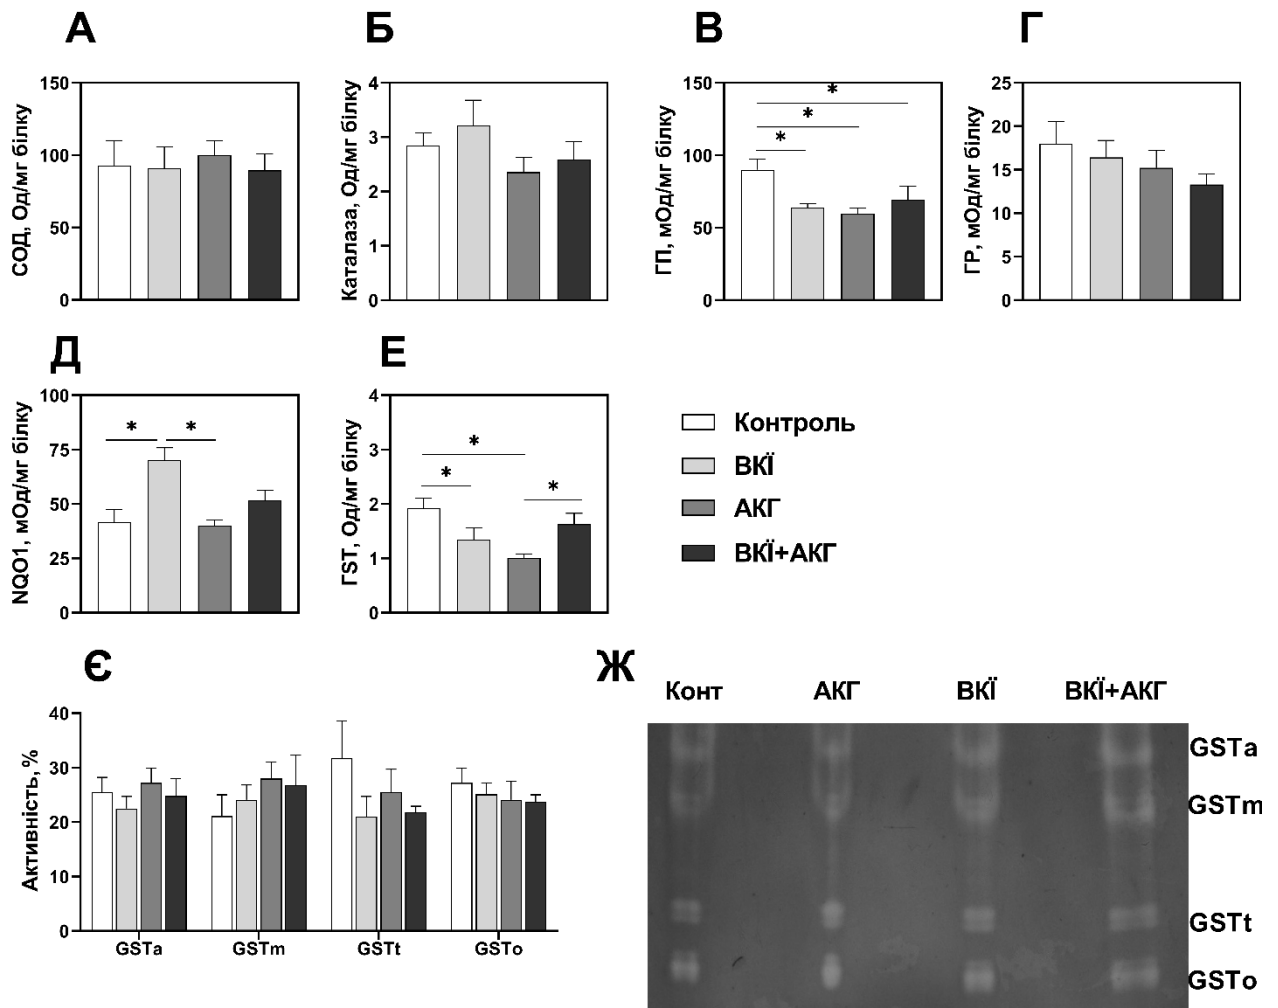 А
Б
В
Г
СОД, Од/мг білку
150
100
50
0
Каталаза, Од/мг білку
4
3
2
1
0
ГП, мОд/мг білку
150
100
50
0
*
*
*
ГР, мОд/мг білку
25
20
15
10
5
0
Д
Е
NQO1, мОд/мг білку
100
75
50
25
0
*
*
ГST, Од/мг білку
4
3
2
1
0
*
*
*
Контроль
ВКЇ
АКГ
ВКЇ+АКГ
Є
Активність, %
40
30
20
10
0
GSTa
GSTm
GSTt
GSTo
Ж
Конт
АКГ
ВКЇ
ВКЇ+АКГ
GSTa
GSTm
GSTt
GSTo